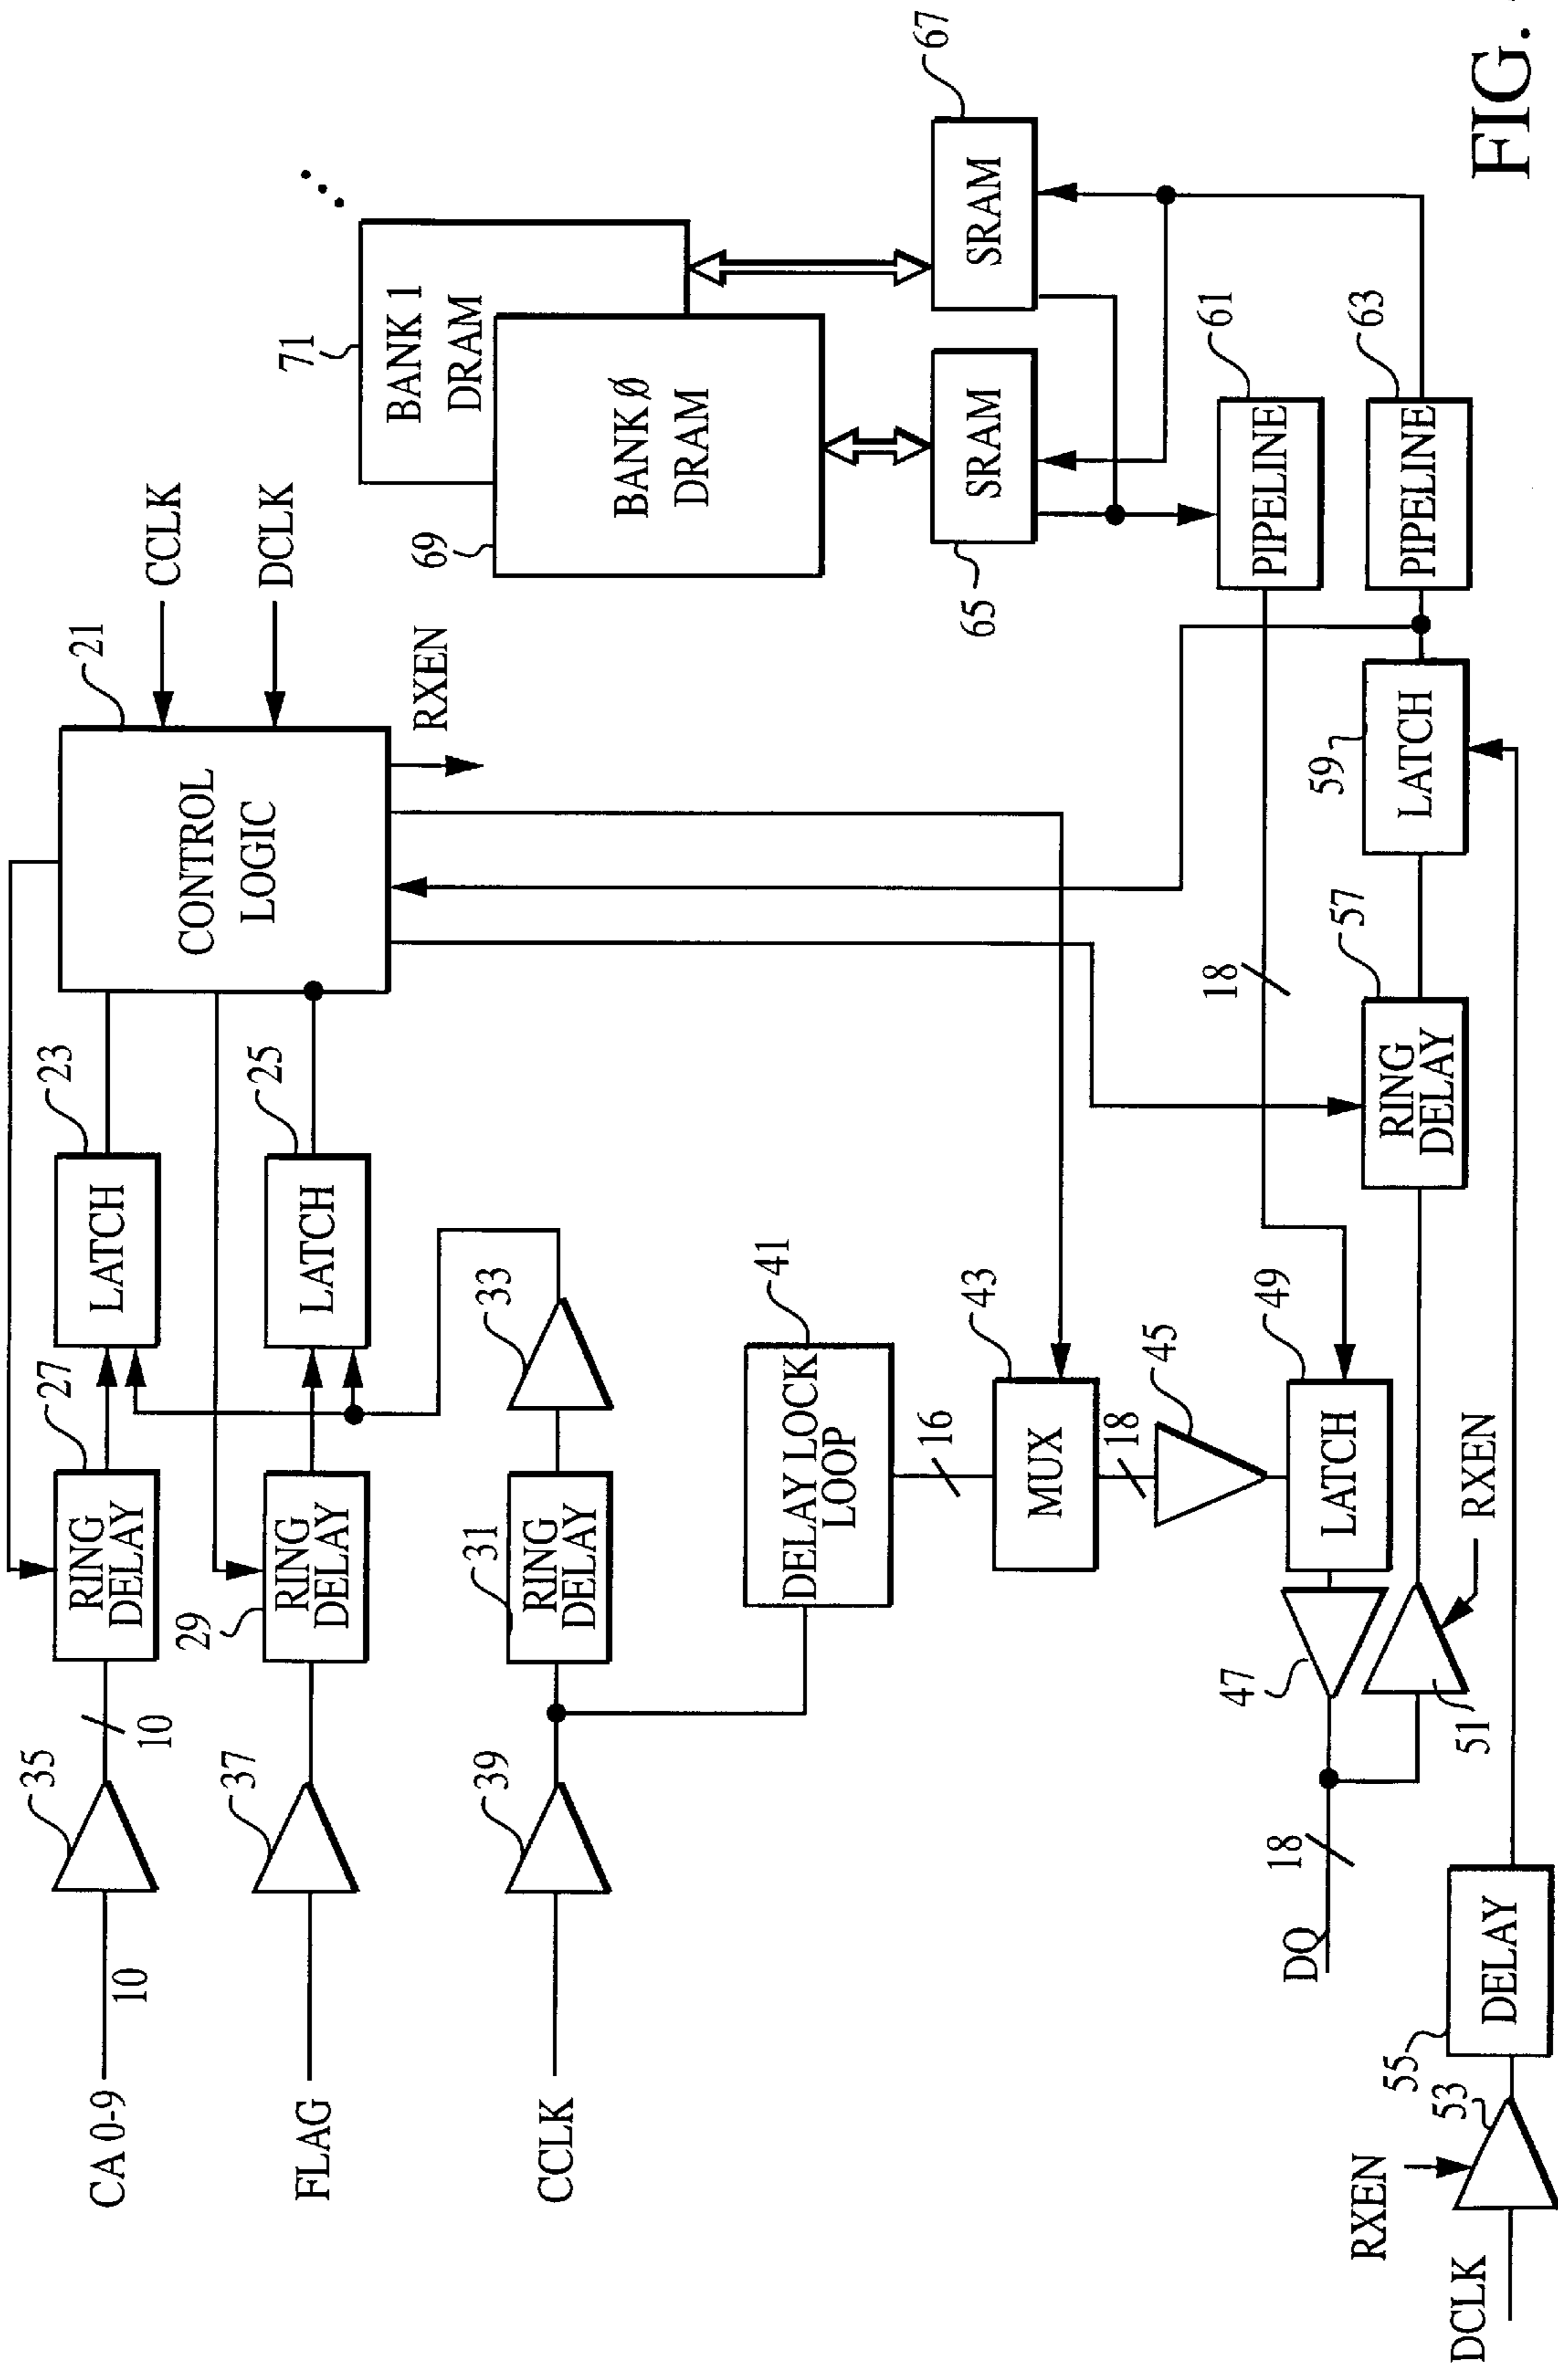 CA 0-9
10
35
10
27
RING
DELAY
23
LATCH
21
CONTROL
LOGIC
CCLK
DCLK
RXEN
FLAG
37
29
RING
DELAY
25
LATCH
CCLK
39
31
RING
DELAY
33
71
BANK 1
DRAM
69
BANK Ø
DRAM
41
DELAY LOCK
LOOP
16
43
MUX
18
45
65
SRAM
67
SRAM
49
LATCH
47
18
61
PIPELINE
DQ
18
51
RXEN
57
RING
DELAY
59
LATCH
63
PIPELINE
RXEN
DCLK
53
55
DELAY
FIG.